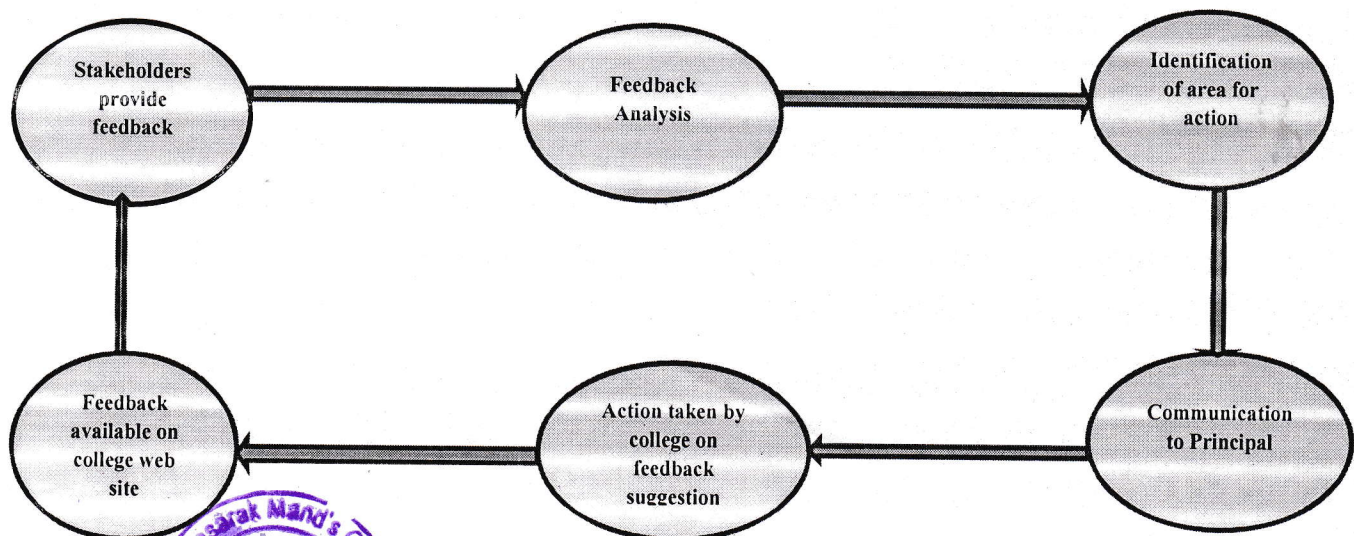 Stakeholders
provide
feedback
Feedback
Analysis
Identification
of area for
action
Communication
to Principal
Action taken by
college on
feedback
suggestion
Feedback
available on
college web
site
Mand's